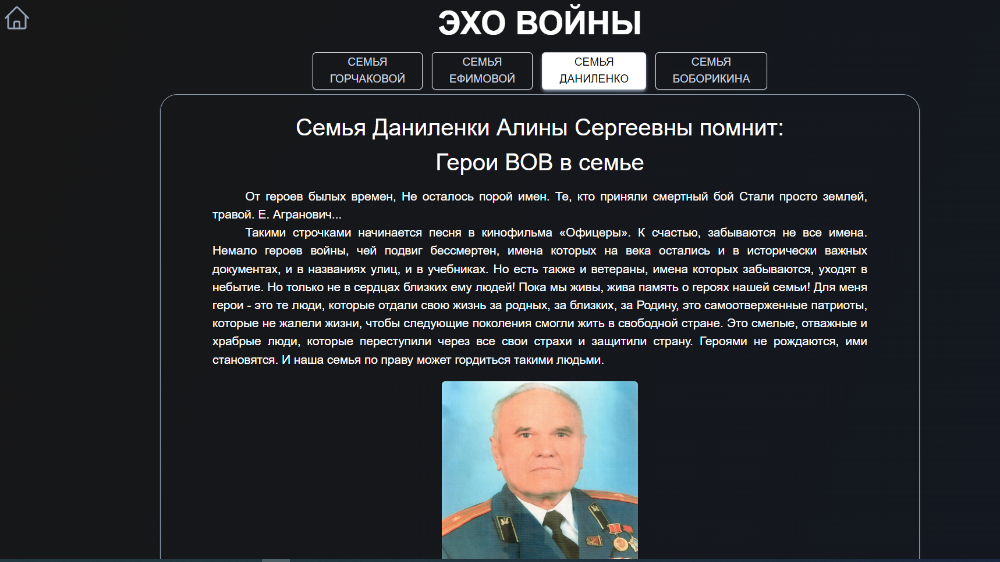 ЭХО ВОЙНЫ
СЕМЬЯ
ГОРЧАКОВОЙ
СЕМЬЯ
ЕФИМОВОЙ
СЕМЬЯ
ДАНИЛЕНКО
СЕМЬЯ
БОБОРИКИНА
Семья Даниленки Алины Сергеевны помнит:
Герои ВОВ в семье
От героев былых времен, Не осталось порой имен. Те, кто приняли смертный бой Стали просто землей,
травой. Е. Агранович...
Такими строчками начинается песня в кинофильма «Офицеры». К счастью, забываются не все имена.
Немало героев войны, чей подвиг бессмертен, имена которых на века остались и в исторически важных
документах, и в названиях улиц, и в учебниках. Но есть также и ветераны, имена которых забываются, уходят в
небытие. Но только не в сердцах близких ему людей! Пока мы живы, жива память о героях нашей семьи! Для меня
герои - это те люди, которые отдали свою жизнь за родных, за близких, за Родину, это самоотверженные патриоты,
которые не жалели жизни, чтобы следующие поколения смогли жить в свободной стране. Это смелые, отважные и
храбрые люди, которые переступили через все свои страхи и защитили страну. Героями не рождаются, ими
становятся. И наша семья по праву может гордиться такими людьми.